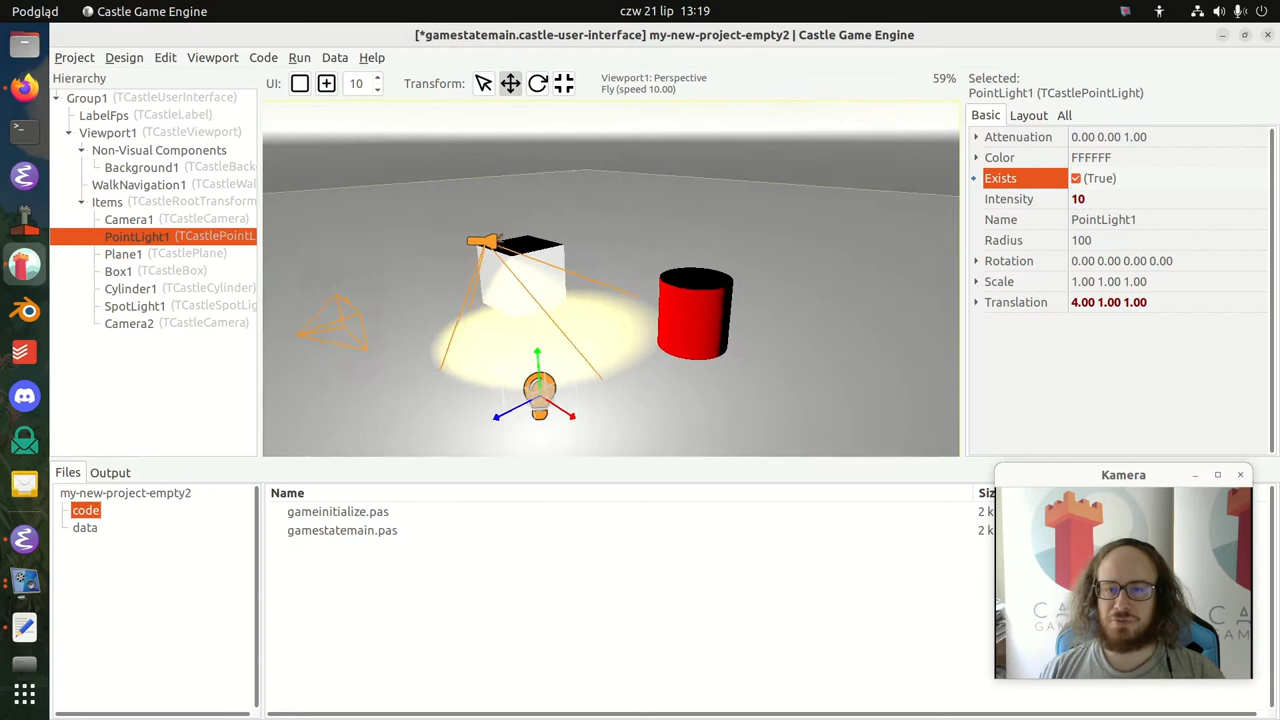 Podgląd
Castle Game Engine
czw 21 lip 13:19
[*gamestatemain.castle-user-interface] my-new-project-empty2 | Castle Game Engine
Project Design Edit Viewport Code Run Data Help
Hierarchy
Group1 (TCastleUserInterface)
LabelFps (TCastleLabel)
Viewport1 (TCastleViewport)
Non-Visual Components
Background1 (TCastleBack
WalkNavigation1 (TCastleWal
Items (TCastleRootTransform
Camera1 (TCastleCamera)
PointLight1 (TCastlePointL
Plane1 (TCastlePlane)
Box1 (TCastleBox)
Cylinder1 (TCastleCylinder)
SpotLight1 (TCastleSpotLig
Camera2 (TCastleCamera)
UI: 10 Transform:
Viewport1: Perspective
Fly (speed 10.00)
59%
Selected:
PointLight1 (TCastlePointLight)
Basic Layout All
Attenuation 0.00 0.00 1.00
Color FFFFFF
Exists (True)
Intensity 10
Name PointLight1
Radius 100
Rotation 0.00 0.00 0.00 0.00
Scale 1.00 1.00 1.00
Translation 4.00 1.00 1.00
Files Output
my-new-project-empty2
code
data
Name Siz
gameinitialize.pas 2 k
gamestatemain.pas 2 k
Kamera